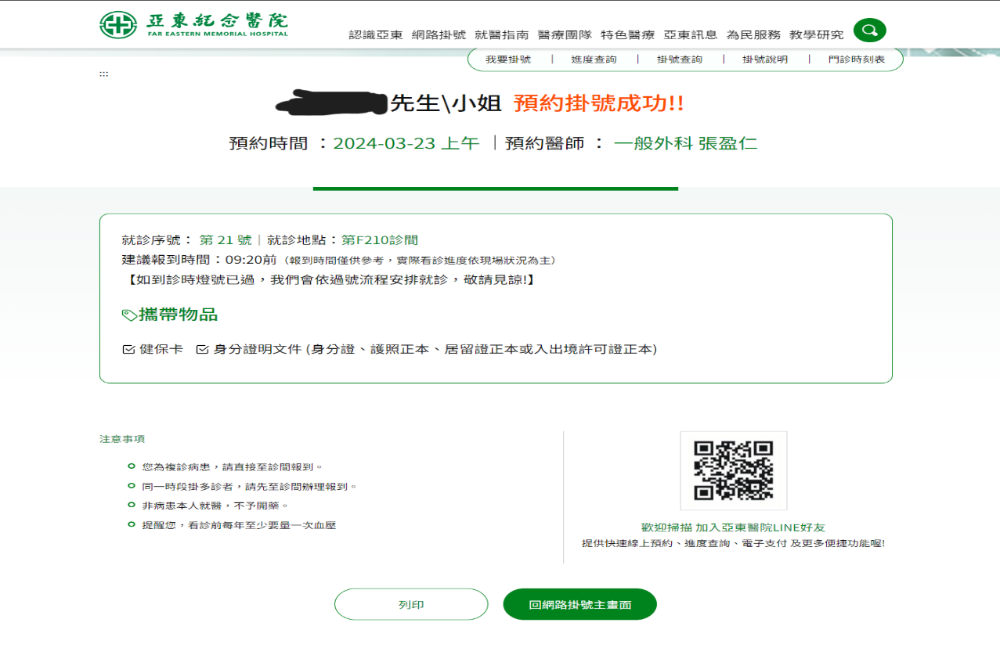 亞東紀念醫院
FAR EASTERN MEMORIAL HOSPITAL
認識亞東 網路掛號 就醫指南 醫療團隊 特色醫療 亞東訊息 為民服務 教學研究
我要掛號 | 進度查詢 | 掛號查詢 | 掛號說明 | 門診時刻表
:::
先生\小姐 預約掛號成功!!
預約時間 ：2024-03-23 上午 ｜預約醫師 ： 一般外科 張盈仁
就診序號： 第 21 號｜就診地點：第F210診間
建議報到時間：09:20前（報到時間僅供參考，實際看診進度依現場狀況為主）
【如到診時燈號已過，我們會依過號流程安排就診，敬請見諒!】
攜帶物品
健保卡 身分證明文件 (身分證、護照正本、居留證正本或入出境許可證正本)
注意事項
您為複診病患，請直接至診間報到。
同一時段掛多診者，請先至診間辦理報到。
非病患本人就醫，不予開藥。
提醒您，看診前每年至少要量一次血壓
歡迎掃描 加入亞東醫院LINE好友
提供快速線上預約、進度查詢、電子支付 及更多便捷功能喔!
列印
回網路掛號主畫面